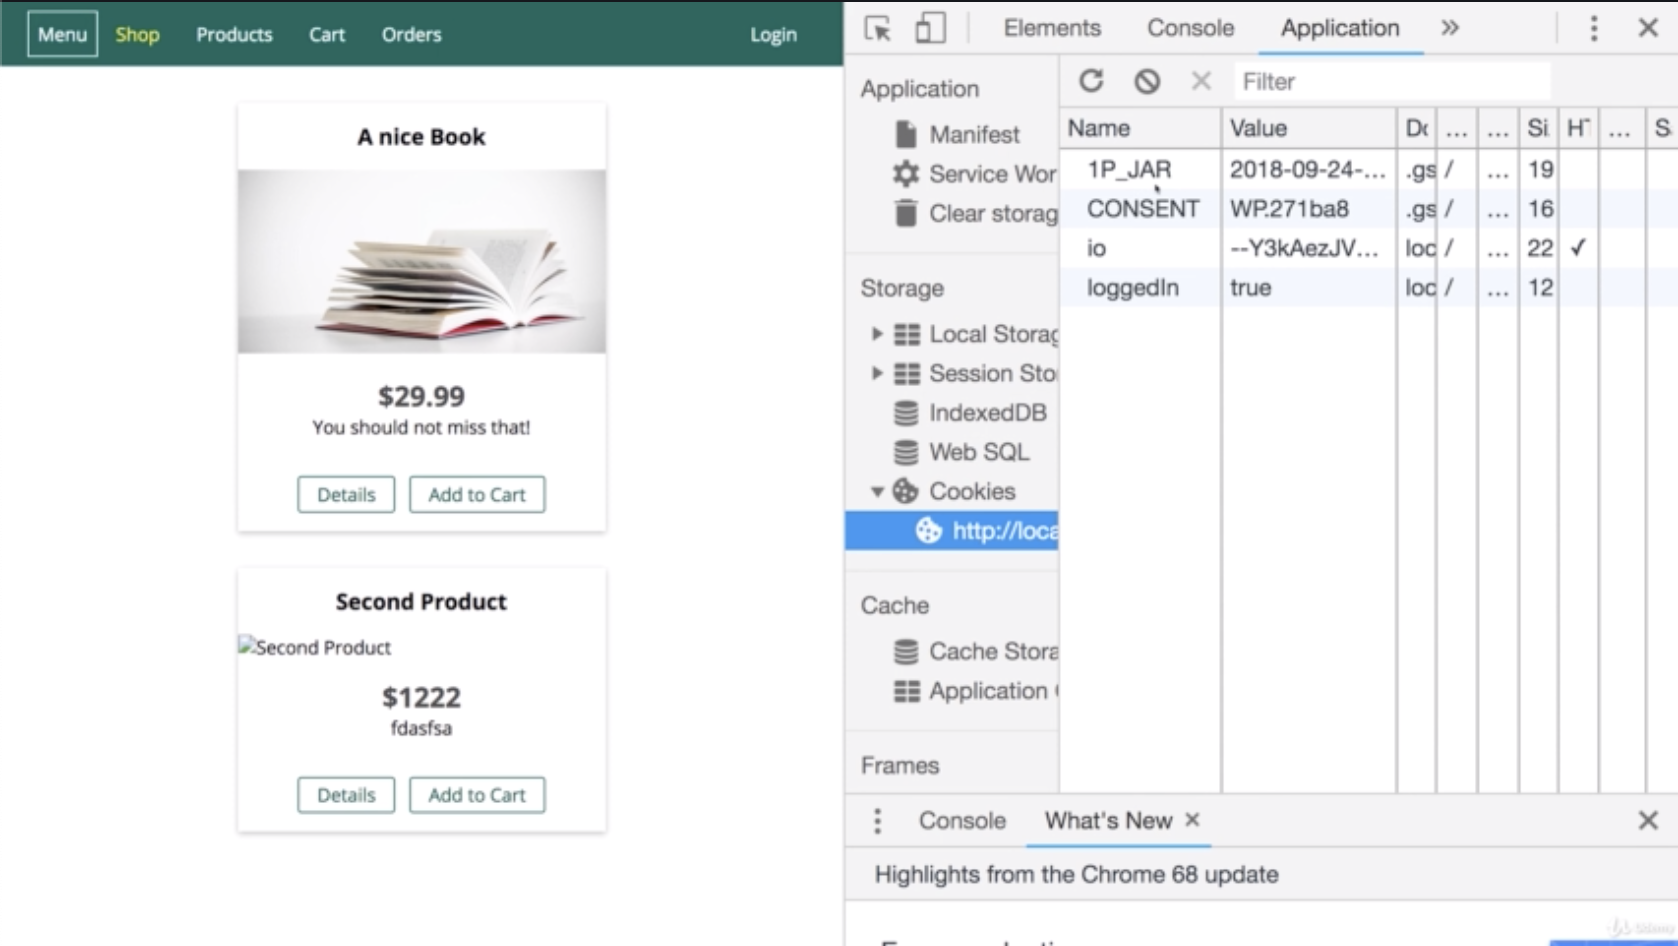 Menu Shop Products Cart Orders Login
A nice Book
$29.99
You should not miss that!
Details Add to Cart
Second Product
Second Product
$1222
fdasfsa
Details Add to Cart
Elements Console Application
Application
Manifest
Service Wor
Clear storag
Storage
Local Storag
Session Sto
IndexedDB
Web SQL
Cookies
http://loca
Cache
Cache Stora
Application
Frames
Filter
Name Value Do ... ... Si HT ... S
1P_JAR 2018-09-24-... .gs / ... 19
CONSENT WP.271ba8 .gs / ... 16
io --Y3kAezJV... loc / ... 22 ✓
loggedIn true loc / ... 12
Console What's New
Highlights from the Chrome 68 update